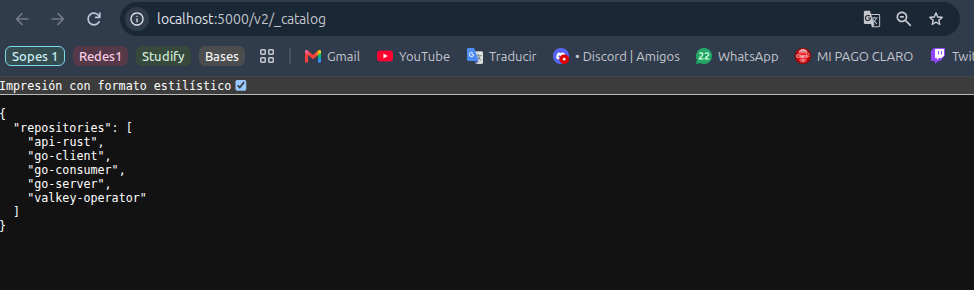 localhost:5000/v2/_catalog
Sopes 1 Redes1 Studify Bases Gmail YouTube Traducir • Discord | Amigos 22 WhatsApp MI PAGO CLARO Twit
Impresión con formato estilístico
{
  "repositories": [
    "api-rust",
    "go-client",
    "go-consumer",
    "go-server",
    "valkey-operator"
  ]
}